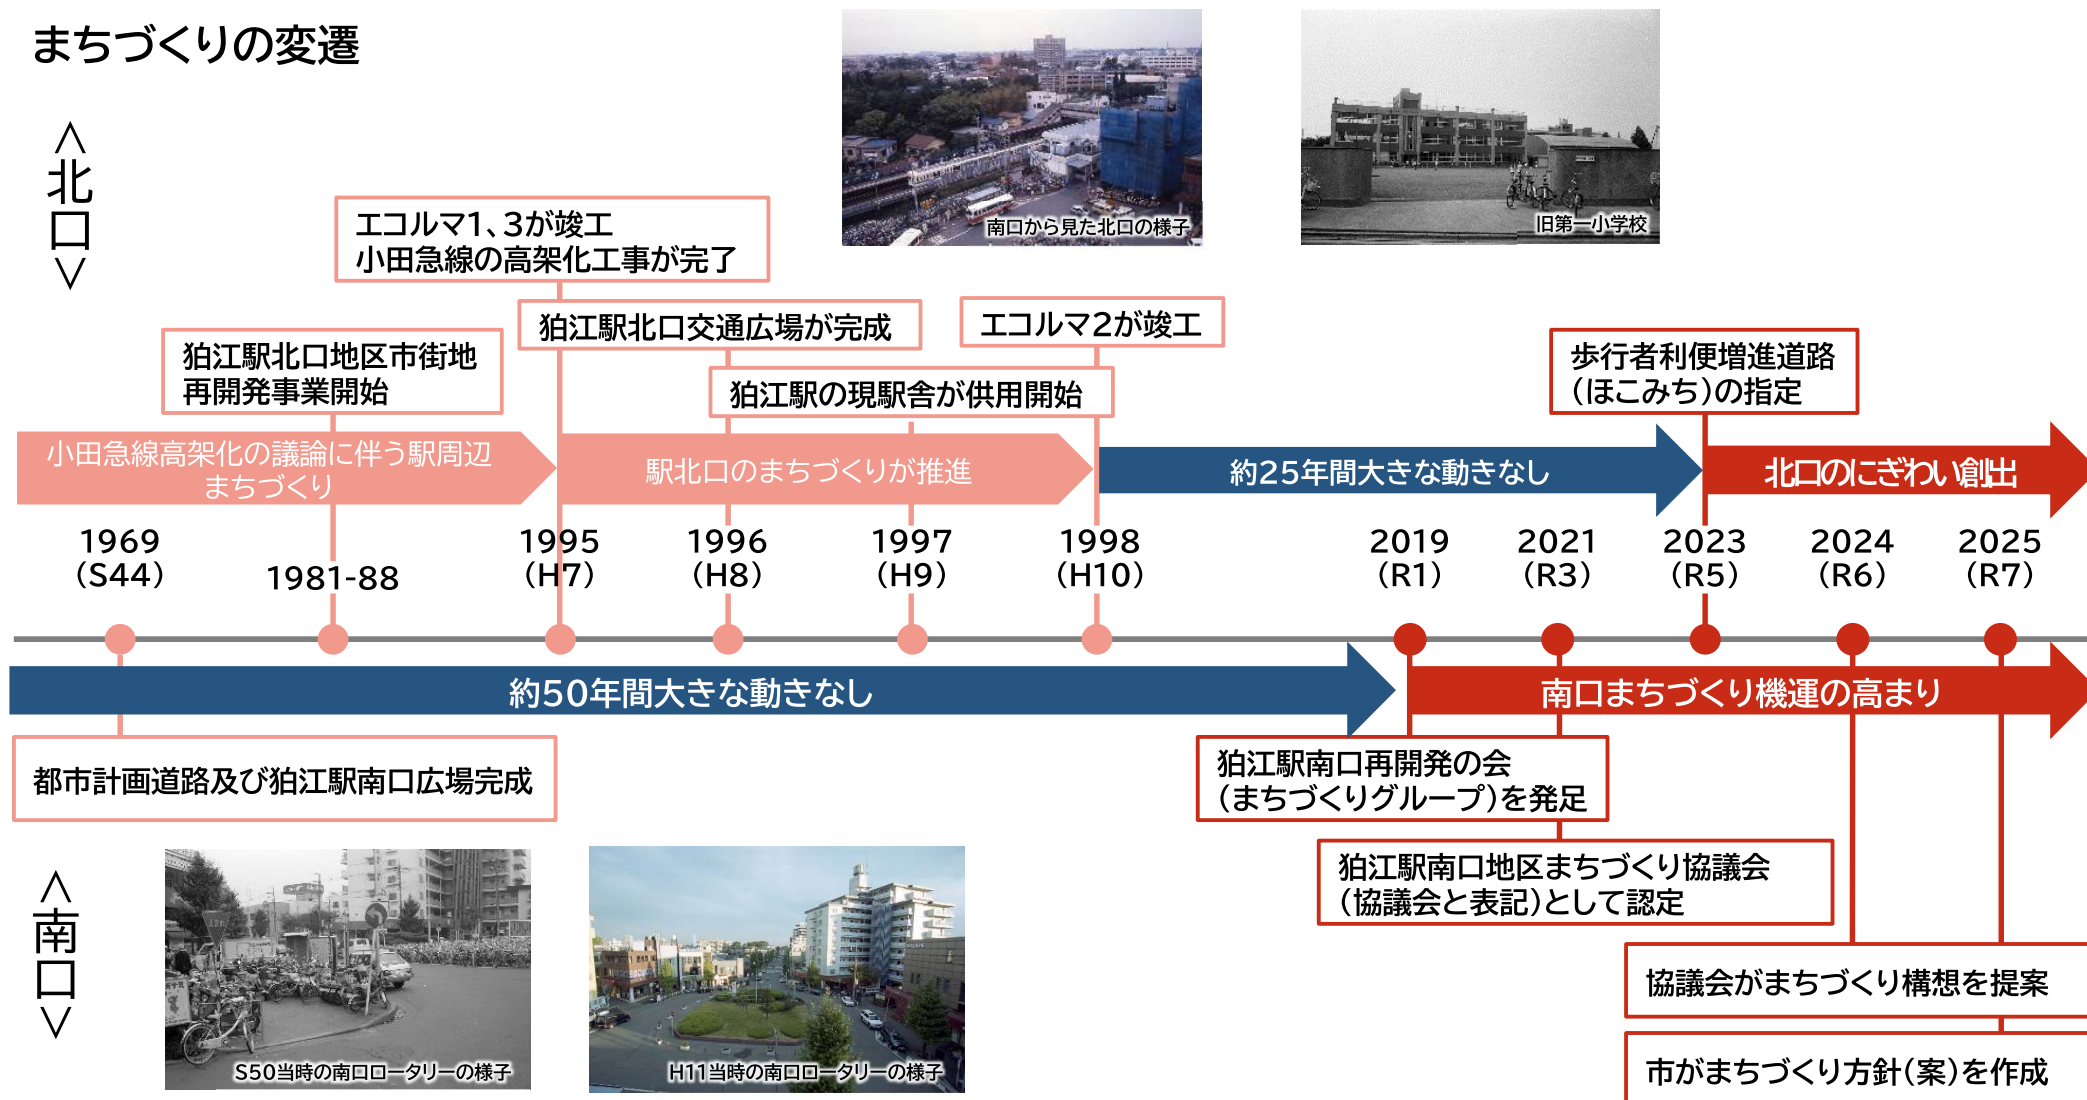 まちづくりの変遷
<北口>
南口から見た北口の様子
旧第一小学校
エコルマ1、3が竣工
小田急線の高架化工事が完了
狛江駅北口交通広場が完成
エコルマ2が竣工
狛江駅北口地区市街地
再開発事業開始
狛江駅の現駅舎が供用開始
歩行者利便増進道路
（ほこみち）の指定
小田急線高架化の議論に伴う駅周辺
まちづくり
駅北口のまちづくりが推進
約25年間大きな動きなし
北口のにぎわい創出
1969
（S44）
1981-88
1995
（H7）
1996
（H8）
1997
（H9）
1998
（H10）
2019
（R1）
2021
（R3）
2023
（R5）
2024
（R6）
2025
（R7）
約50年間大きな動きなし
南口まちづくり機運の高まり
都市計画道路及び狛江駅南口広場完成
狛江駅南口再開発の会
（まちづくりグループ）を発足
狛江駅南口地区まちづくり協議会
（協議会と表記）として認定
協議会がまちづくり構想を提案
市がまちづくり方針（案）を作成
<南口>
S50当時の南口ロータリーの様子
H11当時の南口ロータリーの様子